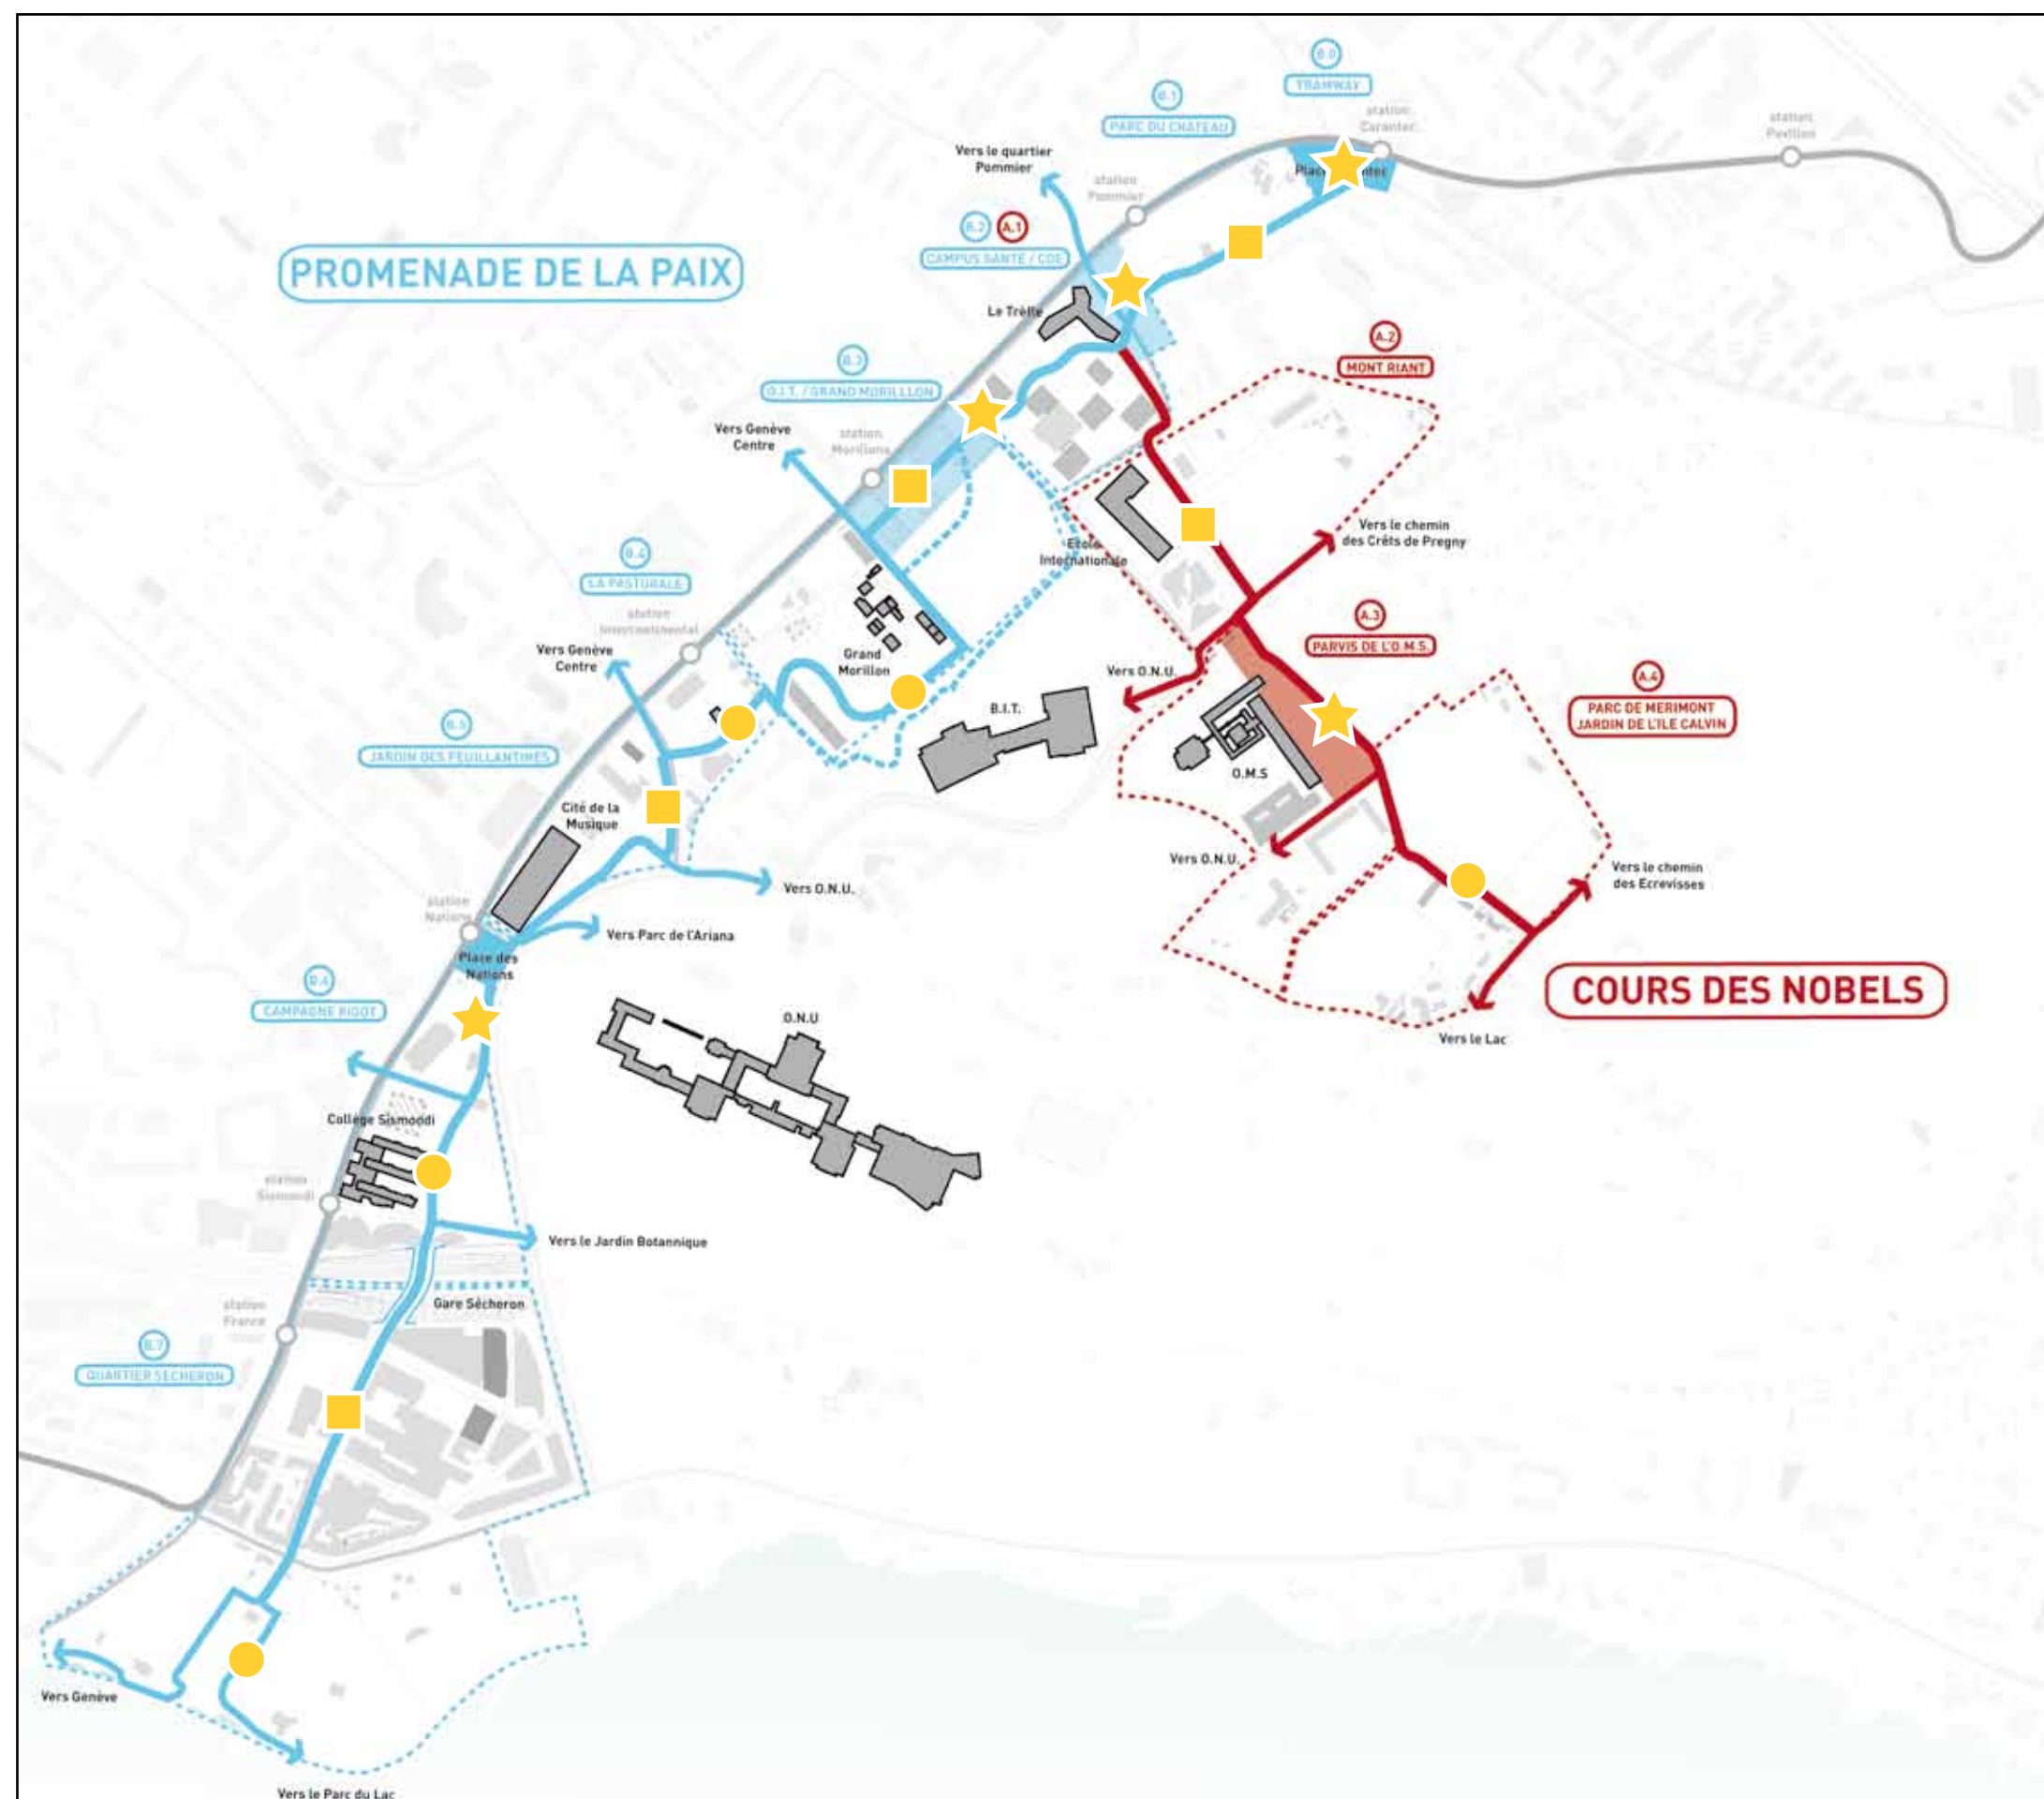 B.0
TRAMWAY
B.1
PARC DU CHATEAU
station
Carantec
station
Pavillon
Vers le quartier
Pommier
station
Pommier
B.2
A.1
CAMPUS SANTÉ / CDE
PROMENADE DE LA PAIX
Le Trèfle
A.2
MONT RIANT
B.3
O.I.T. / GRAND MORILLLON
Vers Genève
Centre
station
Morillons
Vers le chemin
des Crêts de Pregny
Ecole
Internationale
B.4
LA PASTORALE
station
Intercontinental
A.3
PARVIS DE L'O.M.S.
Vers Genève
Centre
Grand
Morillon
Vers O.N.U.
A.4
PARC DE MERIMONT
JARDIN DE L'ILE CALVIN
B.I.T.
B.5
JARDIN DES FEUILLANTINES
O.M.S
Cité de la
Musique
Vers O.N.U.
Vers O.N.U.
Vers le chemin
des Ecrevisses
station
Nations
Vers Parc de l'Ariana
Place des
Nations
B.6
CAMPAGNE RIGOT
COURS DES NOBELS
O.N.U
Vers le Lac
Collège Sismondi
station
Sismondi
Vers le Jardin Botannique
Gare Sécheron
station
France
B.7
QUARTIER SECHERON
Vers Genève
Vers le Parc du Lac